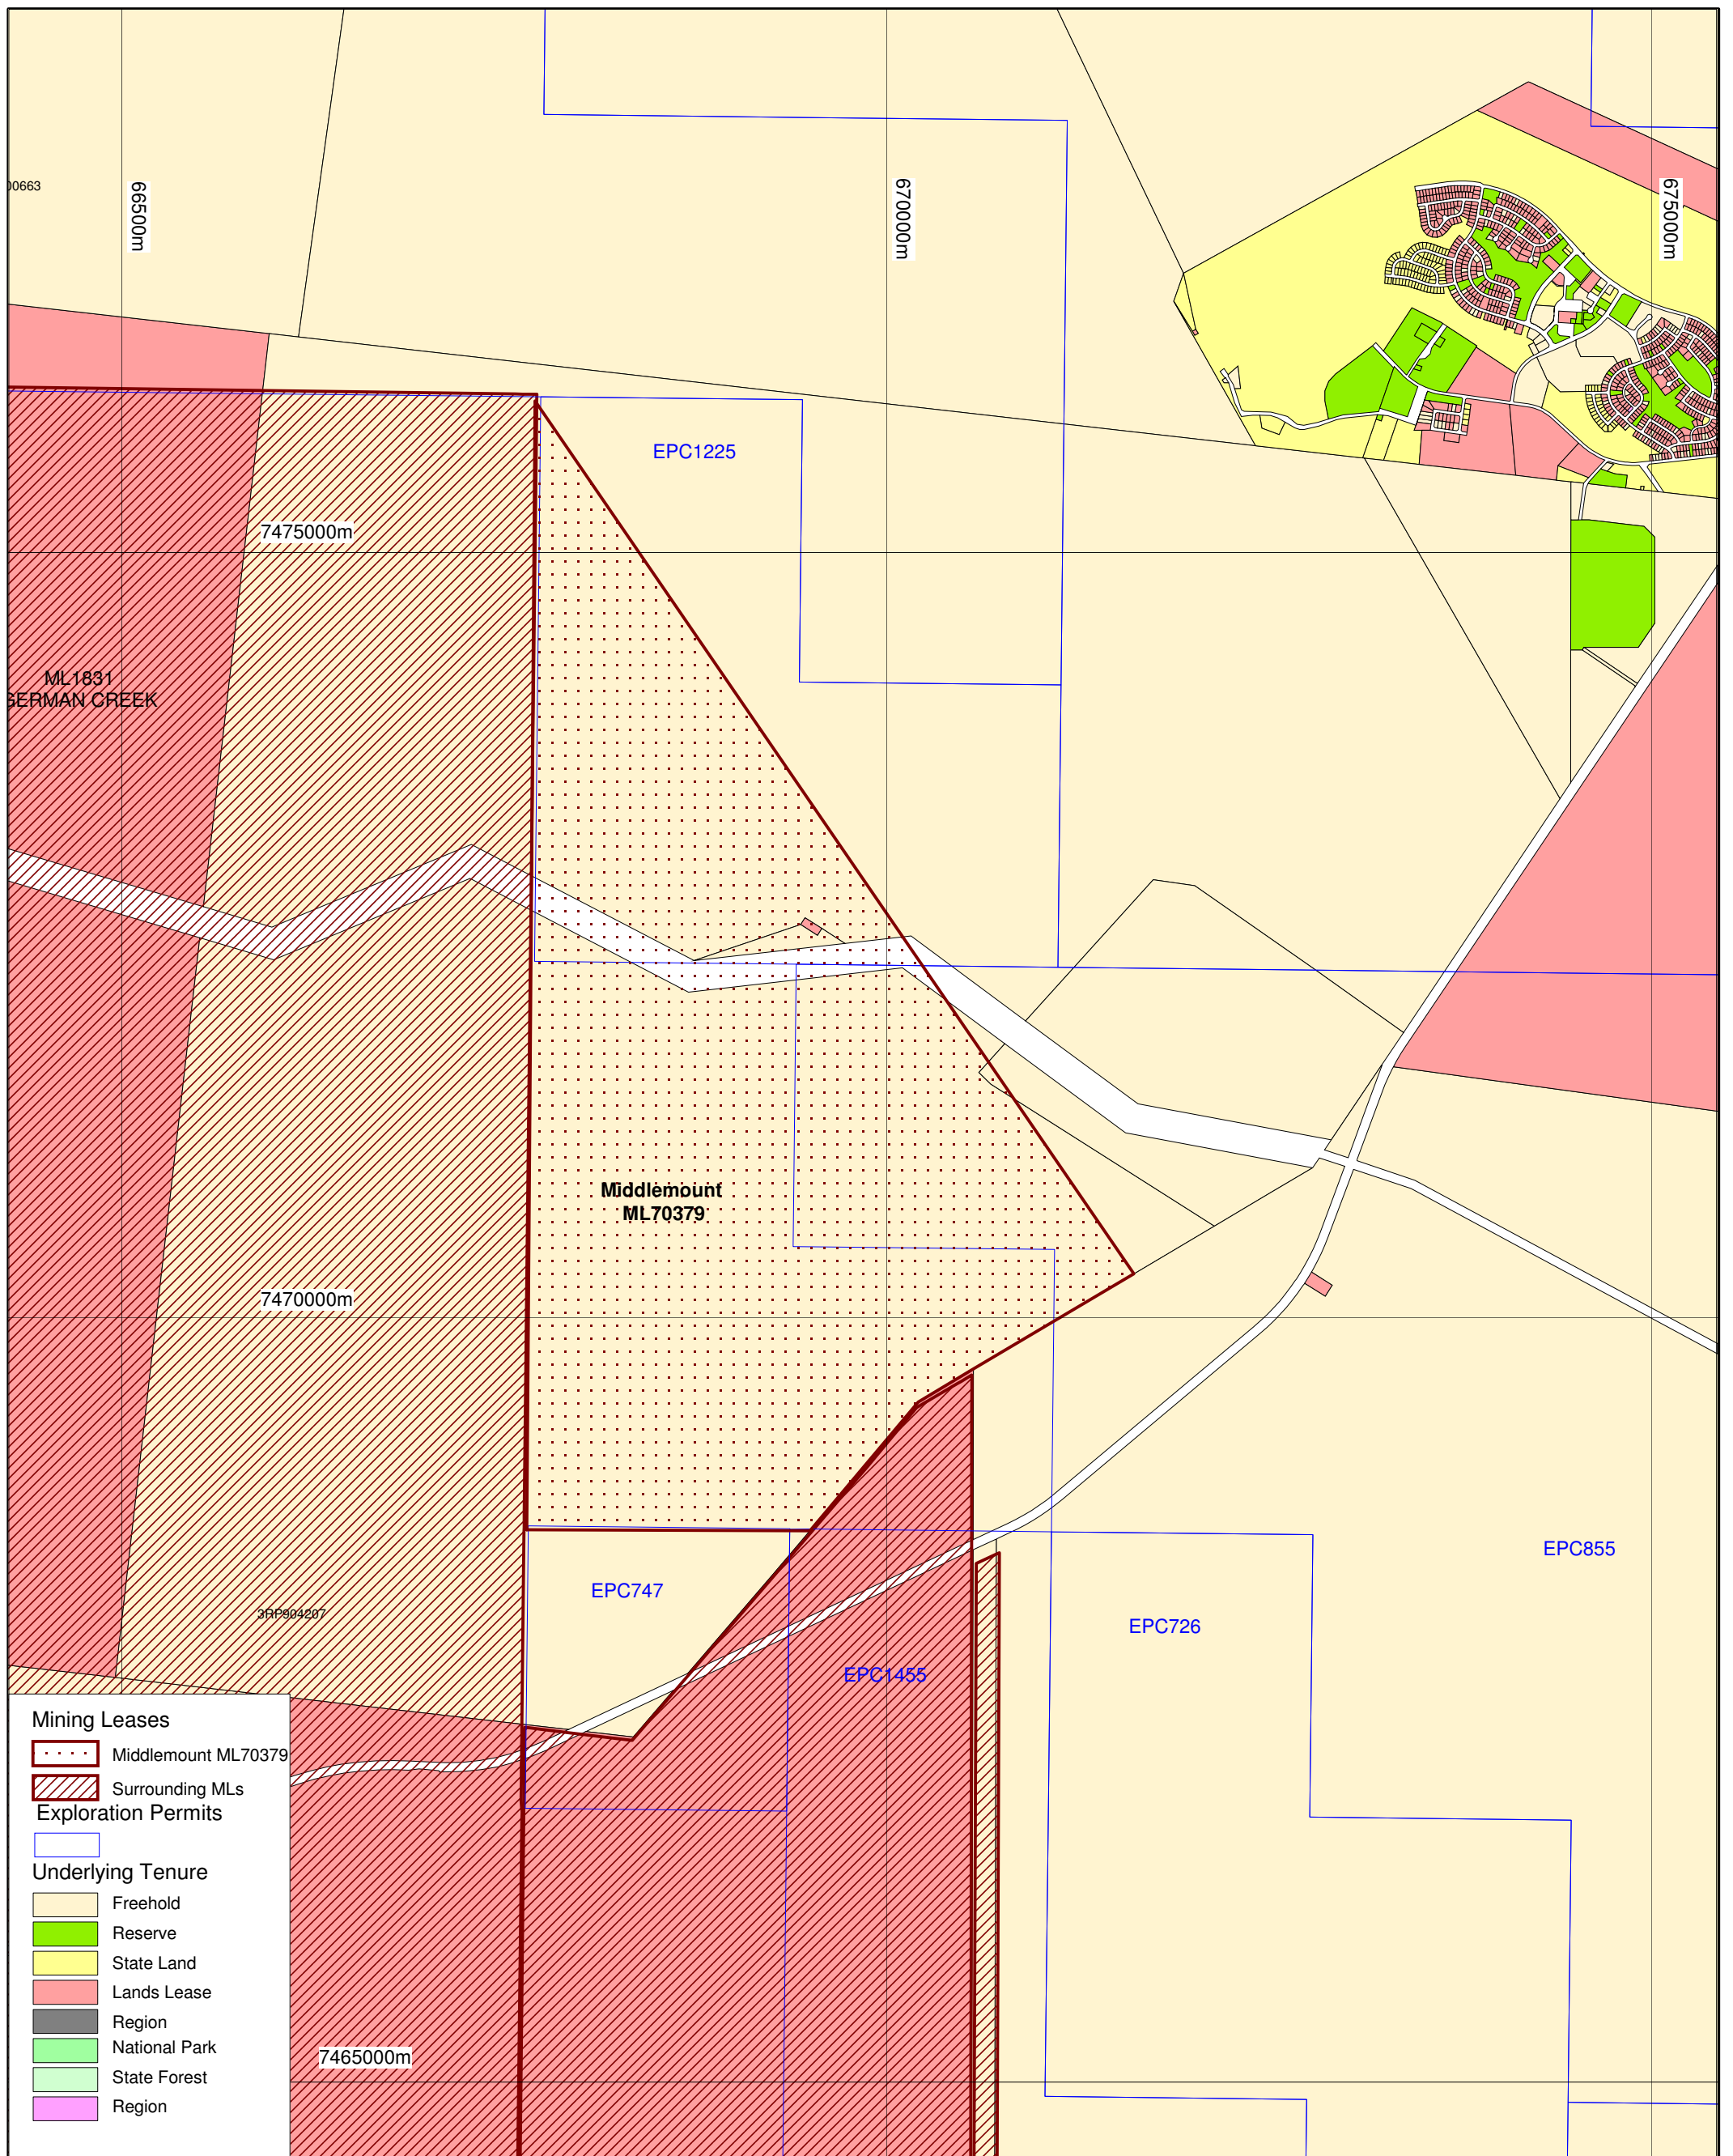 00663
66500m
67000m
675000m
EPC1225
7475000m
ML1831
GERMAN CREEK
Middlemount
ML70379
7470000m
EPC855
EPC747
3RP904207
EPC726
EPC1455
Mining Leases
Middlemount ML70379
Surrounding MLs
Exploration Permits
Underlying Tenure
Freehold
Reserve
State Land
Lands Lease
Region
National Park
State Forest
Region
7465000m